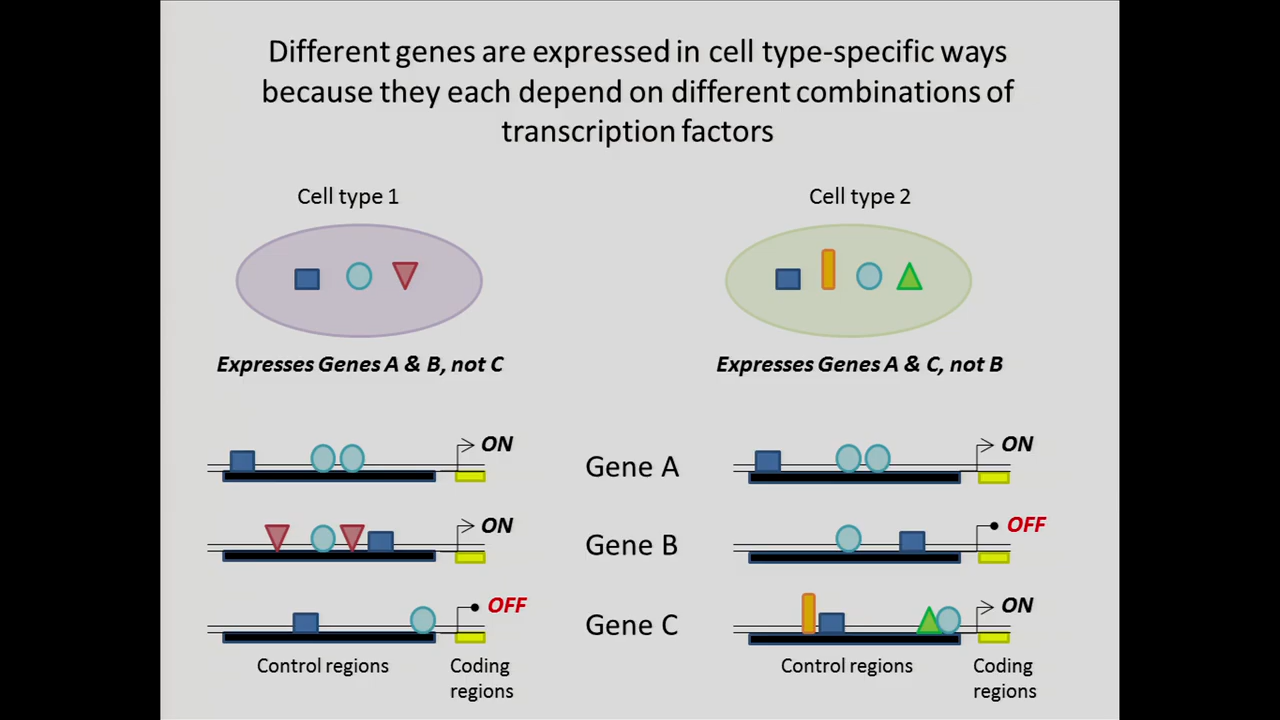 Different genes are expressed in cell type-specific ways
because they each depend on different combinations of
transcription factors
Cell type 1
Cell type 2
Expresses Genes A & B, not C
Expresses Genes A & C, not B
ON
Gene A
ON
ON
Gene B
OFF
OFF
Gene C
ON
Control regions
Coding
regions
Control regions
Coding
regions